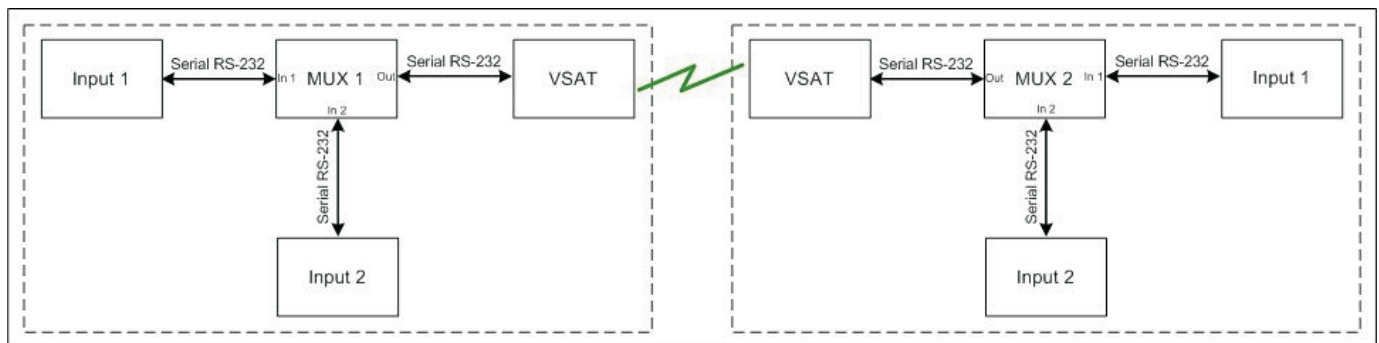 Input 1
Serial RS-232
In 1
MUX 1
Out
In 2
Serial RS-232
VSAT
Serial RS-232
Input 2
VSAT
Serial RS-232
Out
MUX 2
In 1
In 2
Serial RS-232
Input 1
Serial RS-232
Input 2